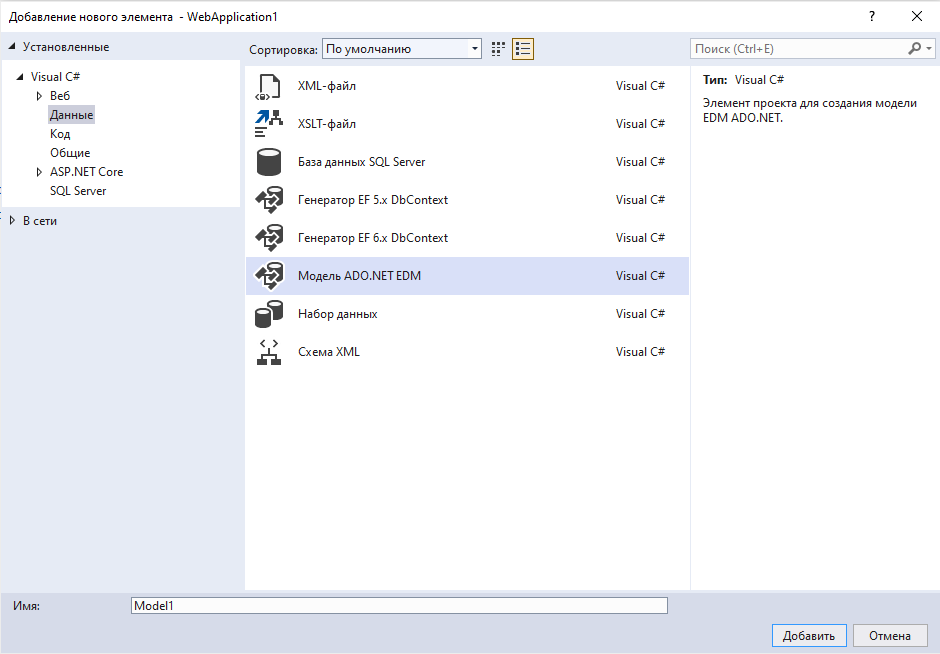 Добавление нового элемента - WebApplication1
?
Установленные
Сортировка: По умолчанию
Поиск (Ctrl+E)
Visual C#
Веб
Данные
Код
Общие
ASP.NET Core
SQL Server
В сети
XML-файл Visual C#
XSLT-файл Visual C#
База данных SQL Server Visual C#
Генератор EF 5.x DbContext Visual C#
Генератор EF 6.x DbContext Visual C#
Модель ADO.NET EDM Visual C#
Набор данных Visual C#
Схема XML Visual C#
Тип: Visual C#
Элемент проекта для создания модели
EDM ADO.NET.
Имя: Model1
Добавить Отмена